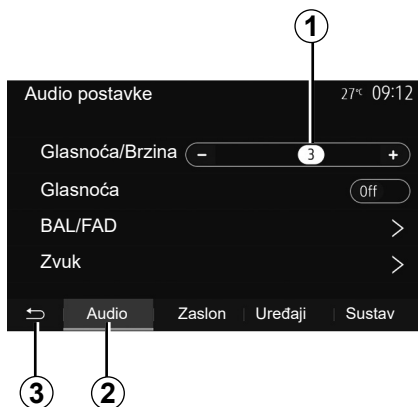 1
Audio postavke 27°C 09:12
Glasnoća/Brzina - 3 +
Glasnoća Off
BAL/FAD >
Zvuk >
Audio Zaslon Uređaji Sustav
3 2